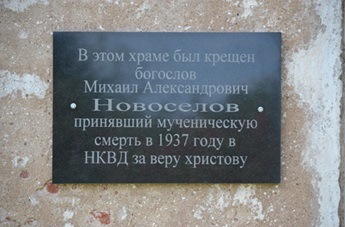 В этом храме был крещен
богослов
Михаил Александрович
Новоселов
принявший мученическую
смерть в 1937 году в
НКВД за веру христову